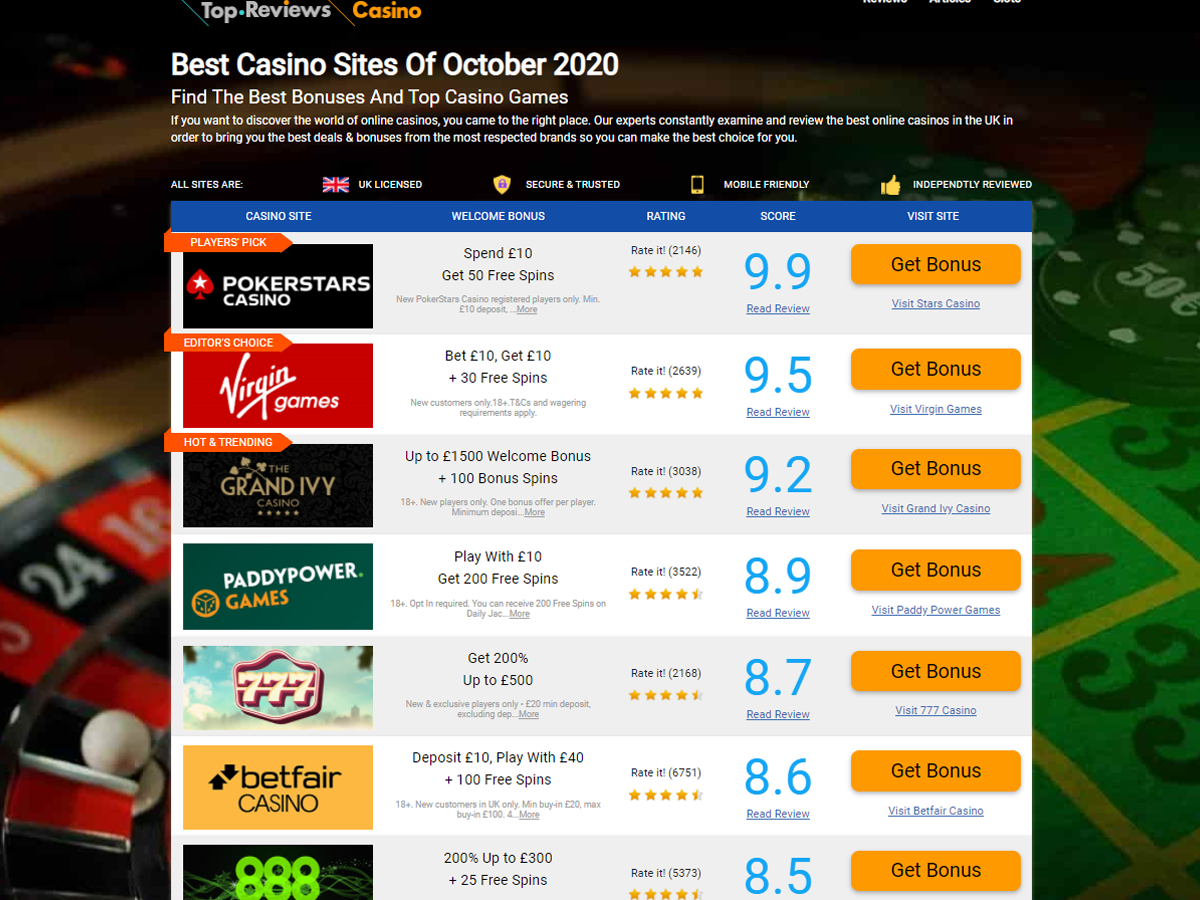 Top·Reviews Casino
Reviews Articles Slots
Best Casino Sites Of October 2020
Find The Best Bonuses And Top Casino Games
If you want to discover the world of online casinos, you came to the right place. Our experts constantly examine and review the best online casinos in the UK in
order to bring you the best deals & bonuses from the most respected brands so you can make the best choice for you.
ALL SITES ARE: UK LICENSED SECURE & TRUSTED MOBILE FRIENDLY INDEPENDTLY REVIEWED
CASINO SITE WELCOME BONUS RATING SCORE VISIT SITE
PLAYERS' PICK
POKERSTARS
CASINO
Spend £10
Get 50 Free Spins
New PokerStars Casino registered players only. Min.
£10 deposit, ...More
Rate it! (2146)
9.9
Read Review
Get Bonus
Visit Stars Casino
EDITOR'S CHOICE
Virgin
games
Bet £10, Get £10
+ 30 Free Spins
New customers only.18+.T&Cs and wagering
requirements apply.
Rate it! (2639)
9.5
Read Review
Get Bonus
Visit Virgin Games
HOT & TRENDING
THE
GRAND IVY
CASINO
Up to £1500 Welcome Bonus
+ 100 Bonus Spins
18+. New players only. One bonus offer per player.
Minimum deposi...More
Rate it! (3038)
9.2
Read Review
Get Bonus
Visit Grand Ivy Casino
PADDYPOWER.
GAMES
Play With £10
Get 200 Free Spins
18+. Opt In required. You can receive 200 Free Spins on
Daily Jac...More
Rate it! (3522)
8.9
Read Review
Get Bonus
Visit Paddy Power Games
777
Get 200%
Up to £500
New & exclusive players only • £20 min deposit,
excluding dep...More
Rate it! (2168)
8.7
Read Review
Get Bonus
Visit 777 Casino
betfair
CASINO
Deposit £10, Play With £40
+ 100 Free Spins
18+. New customers in UK only. Min buy-in £20, max
buy-in £100. 4...More
Rate it! (6751)
8.6
Read Review
Get Bonus
Visit Betfair Casino
888
200% Up to £300
+ 25 Free Spins
Rate it! (5373)
8.5
Get Bonus
24
16
3
50€